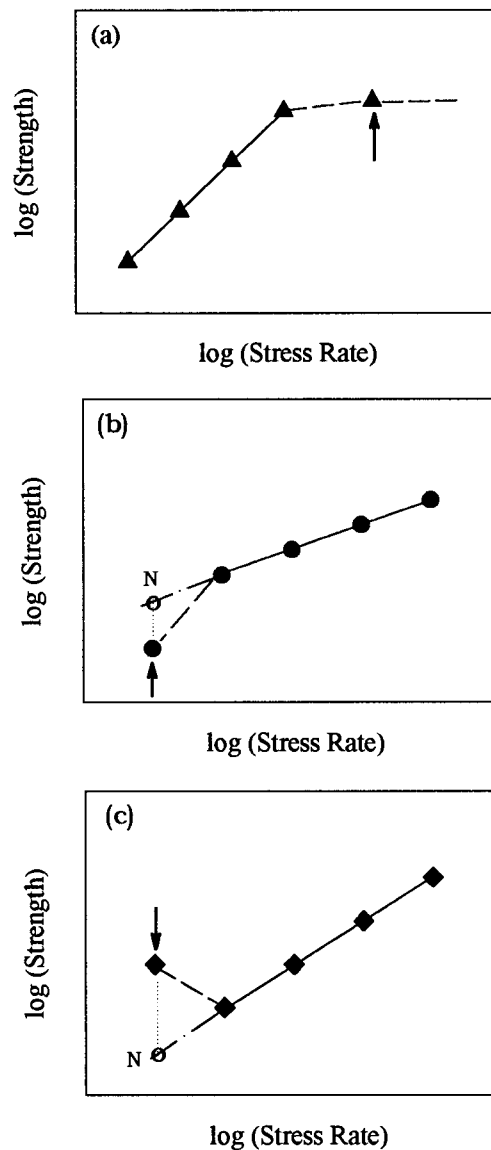 (a)
log (Strength)
log (Stress Rate)
(b)
log (Strength)
N
log (Stress Rate)
(c)
log (Strength)
N
log (Stress Rate)